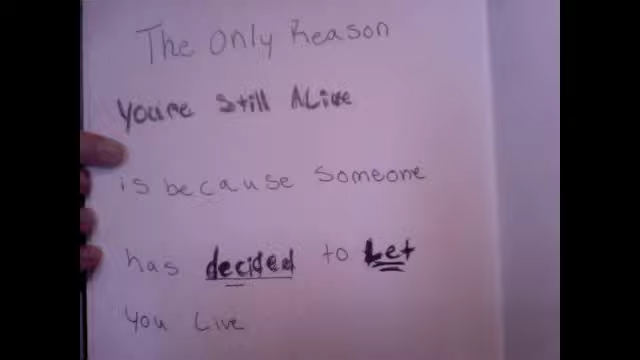 The Only Reason
You're Still ALive
is because someone
has decided to Let
you Live